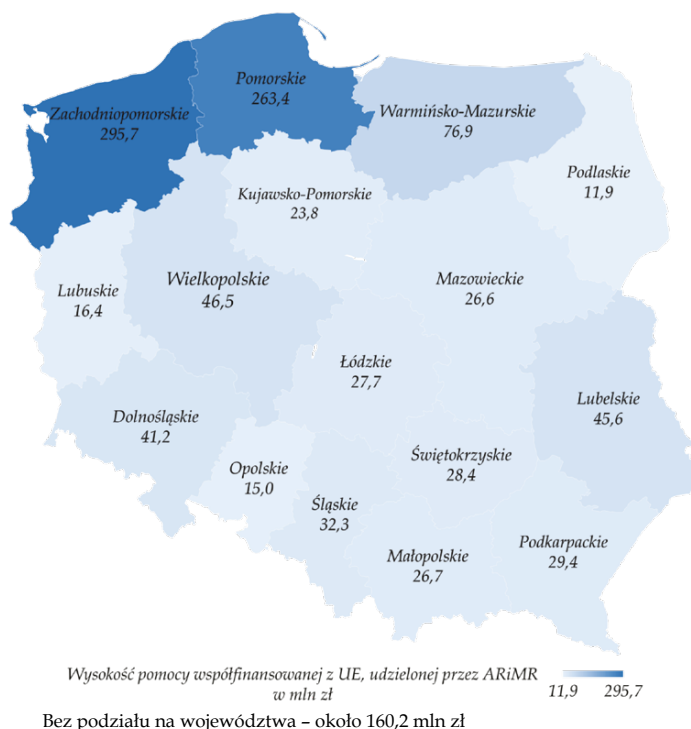 Pomorskie
263,4
Zachodniopomorskie
295,7
Warmińsko-Mazurskie
76,9
Podlaskie
11,9
Kujawsko-Pomorskie
23,8
Lubuskie
16,4
Wielkopolskie
46,5
Mazowieckie
26,6
Łódzkie
27,7
Lubelskie
45,6
Dolnośląskie
41,2
Świętokrzyskie
28,4
Opolskie
15,0
Śląskie
32,3
Małopolskie
26,7
Podkarpackie
29,4
Wysokość pomocy współfinansowanej z UE, udzielonej przez ARiMR
w mln zł
11,9 295,7
Bez podziału na województwa – około 160,2 mln zł